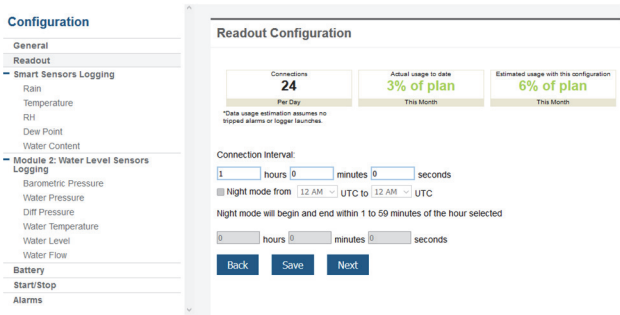 Configuration
General
Readout
Smart Sensors Logging
Rain
Temperature
RH
Dew Point
Water Content
Module 2: Water Level Sensors
Logging
Barometric Pressure
Water Pressure
Diff Pressure
Water Temperature
Water Level
Water Flow
Battery
Start/Stop
Alarms
Readout Configuration
Connections
24
Per Day
Actual usage to date
3% of plan
This Month
Estimated usage with this configuration
6% of plan
This Month
*Data usage estimation assumes no
tripped alarms or logger launches.
Connection Interval:
1 hours 0 minutes 0 seconds
Night mode from 12 AM UTC to 12 AM UTC
Night mode will begin and end within 1 to 59 minutes of the hour selected
0 hours 0 minutes 0 seconds
Back Save Next